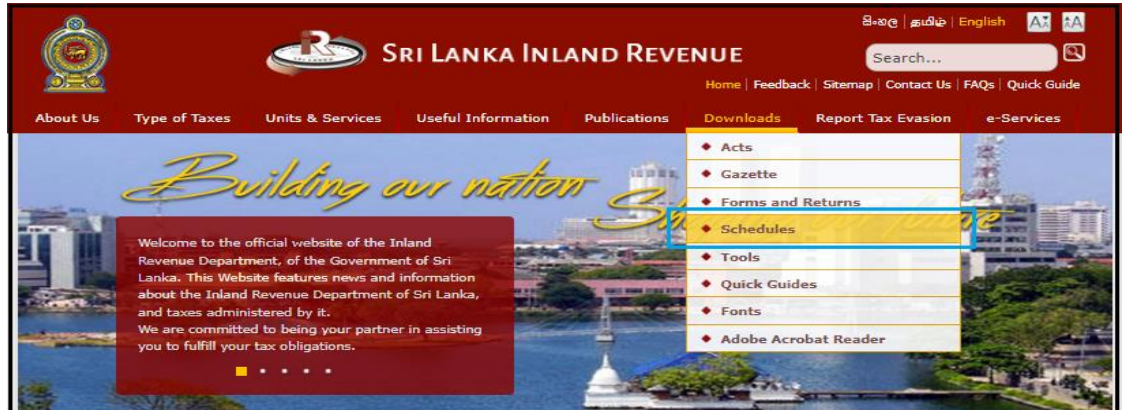 සිංහල | தமிழ் | English
SRI LANKA INLAND REVENUE
Search...
Home | Feedback | Sitemap | Contact Us | FAQs | Quick Guide
About Us Type of Taxes Units & Services Useful Information Publications Downloads Report Tax Evasion e-Services
Building our nation
Acts
Gazette
Forms and Returns
Schedules
Tools
Quick Guides
Fonts
Adobe Acrobat Reader
Welcome to the official website of the Inland
Revenue Department, of the Government of Sri
Lanka. This Website features news and information
about the Inland Revenue Department of Sri Lanka,
and taxes administered by it.
We are committed to being your partner in assisting
you to fulfill your tax obligations.